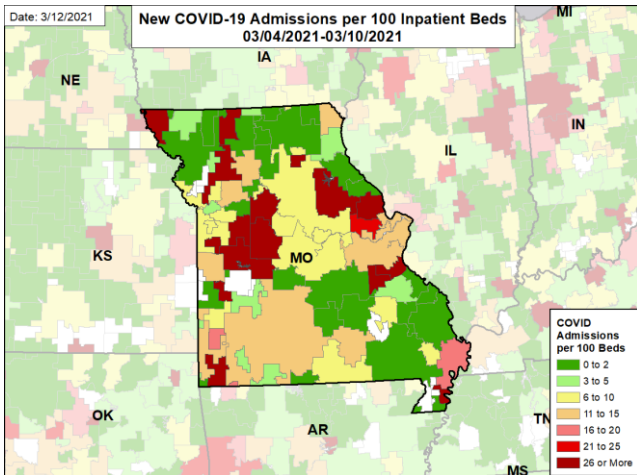 Date: 3/12/2021
New COVID-19 Admissions per 100 Inpatient Beds
03/04/2021-03/10/2021
MI
IA
NE
IN
IL
KS
MO
COVID
Admissions
per 100 Beds
0 to 2
3 to 5
6 to 10
11 to 15
16 to 20
21 to 25
26 or More
OK
AR
TN
MS